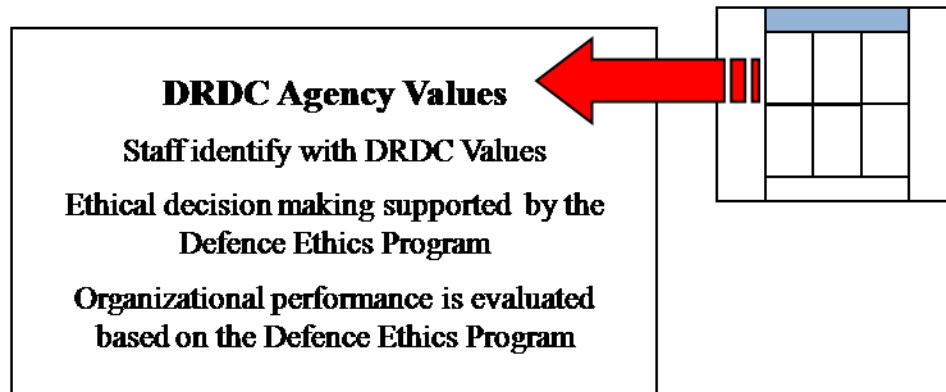 DRDC Agency Values
Staff identify with DRDC Values
Ethical decision making supported by the
Defence Ethics Program
Organizational performance is evaluated
based on the Defence Ethics Program